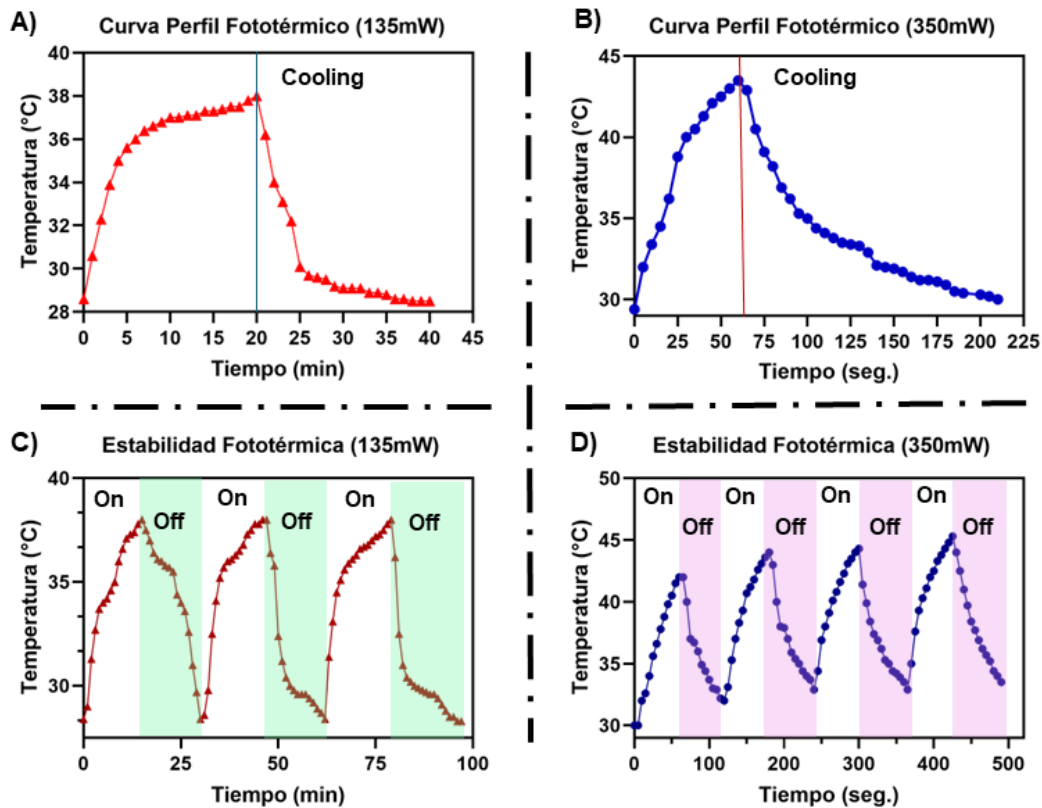 A)
Curva Perfil Fototérmico (135mW)
Cooling
Temperatura (°C)
40
38
36
34
32
30
28
0 5 10 15 20 25 30 35 40 45
Tiempo (min)
B)
Curva Perfil Fototérmico (350mW)
Cooling
Temperatura (°C)
45
40
35
30
0 25 50 75 100 125 150 175 200 225
Tiempo (seg.)
C)
Estabilidad Fototérmica (135mW)
On Off On Off On Off
Temperatura (°C)
40
35
30
0 25 50 75 100
Tiempo (min)
D)
Estabilidad Fototérmica (350mW)
On Off On Off On Off On Off
Temperatura (°C)
50
45
40
35
30
0 100 200 300 400 500
Tiempo (seg.)